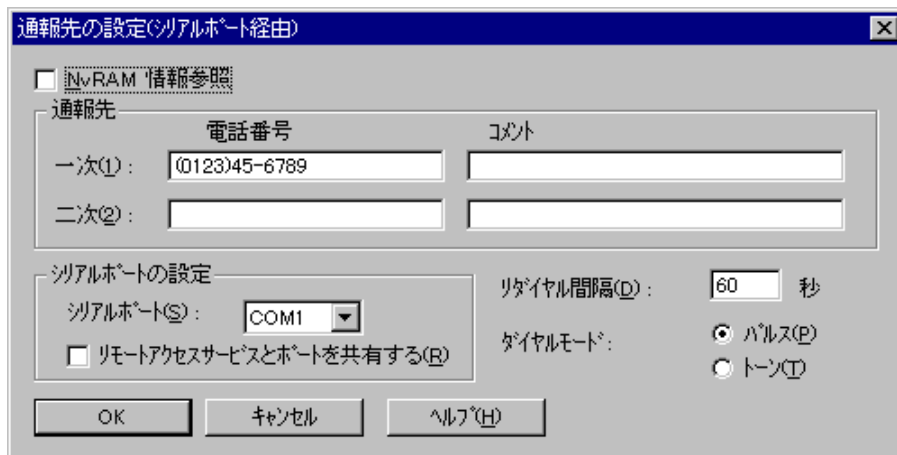 通報先の設定(ｼﾘｱﾙﾎﾟｰﾄ経由)
NvRAM 情報参照
通報先
電話番号 ｺﾒﾝﾄ
一次(1)： (0123)45-6789
二次(2)：
ｼﾘｱﾙﾎﾟｰﾄの設定
ｼﾘｱﾙﾎﾟｰﾄ(S)： COM1
ﾘﾓｰﾄｱｸｾｽｻｰﾋﾞｽとﾎﾟｰﾄを共有する(R)
ﾘﾀﾞｲﾔﾙ間隔(D)： 60 秒
ﾀﾞｲﾔﾙﾓｰﾄﾞ： ﾊﾟﾙｽ(P)
ﾄｰﾝ(T)
OK ｷｬﾝｾﾙ ﾍﾙﾌﾟ(H)